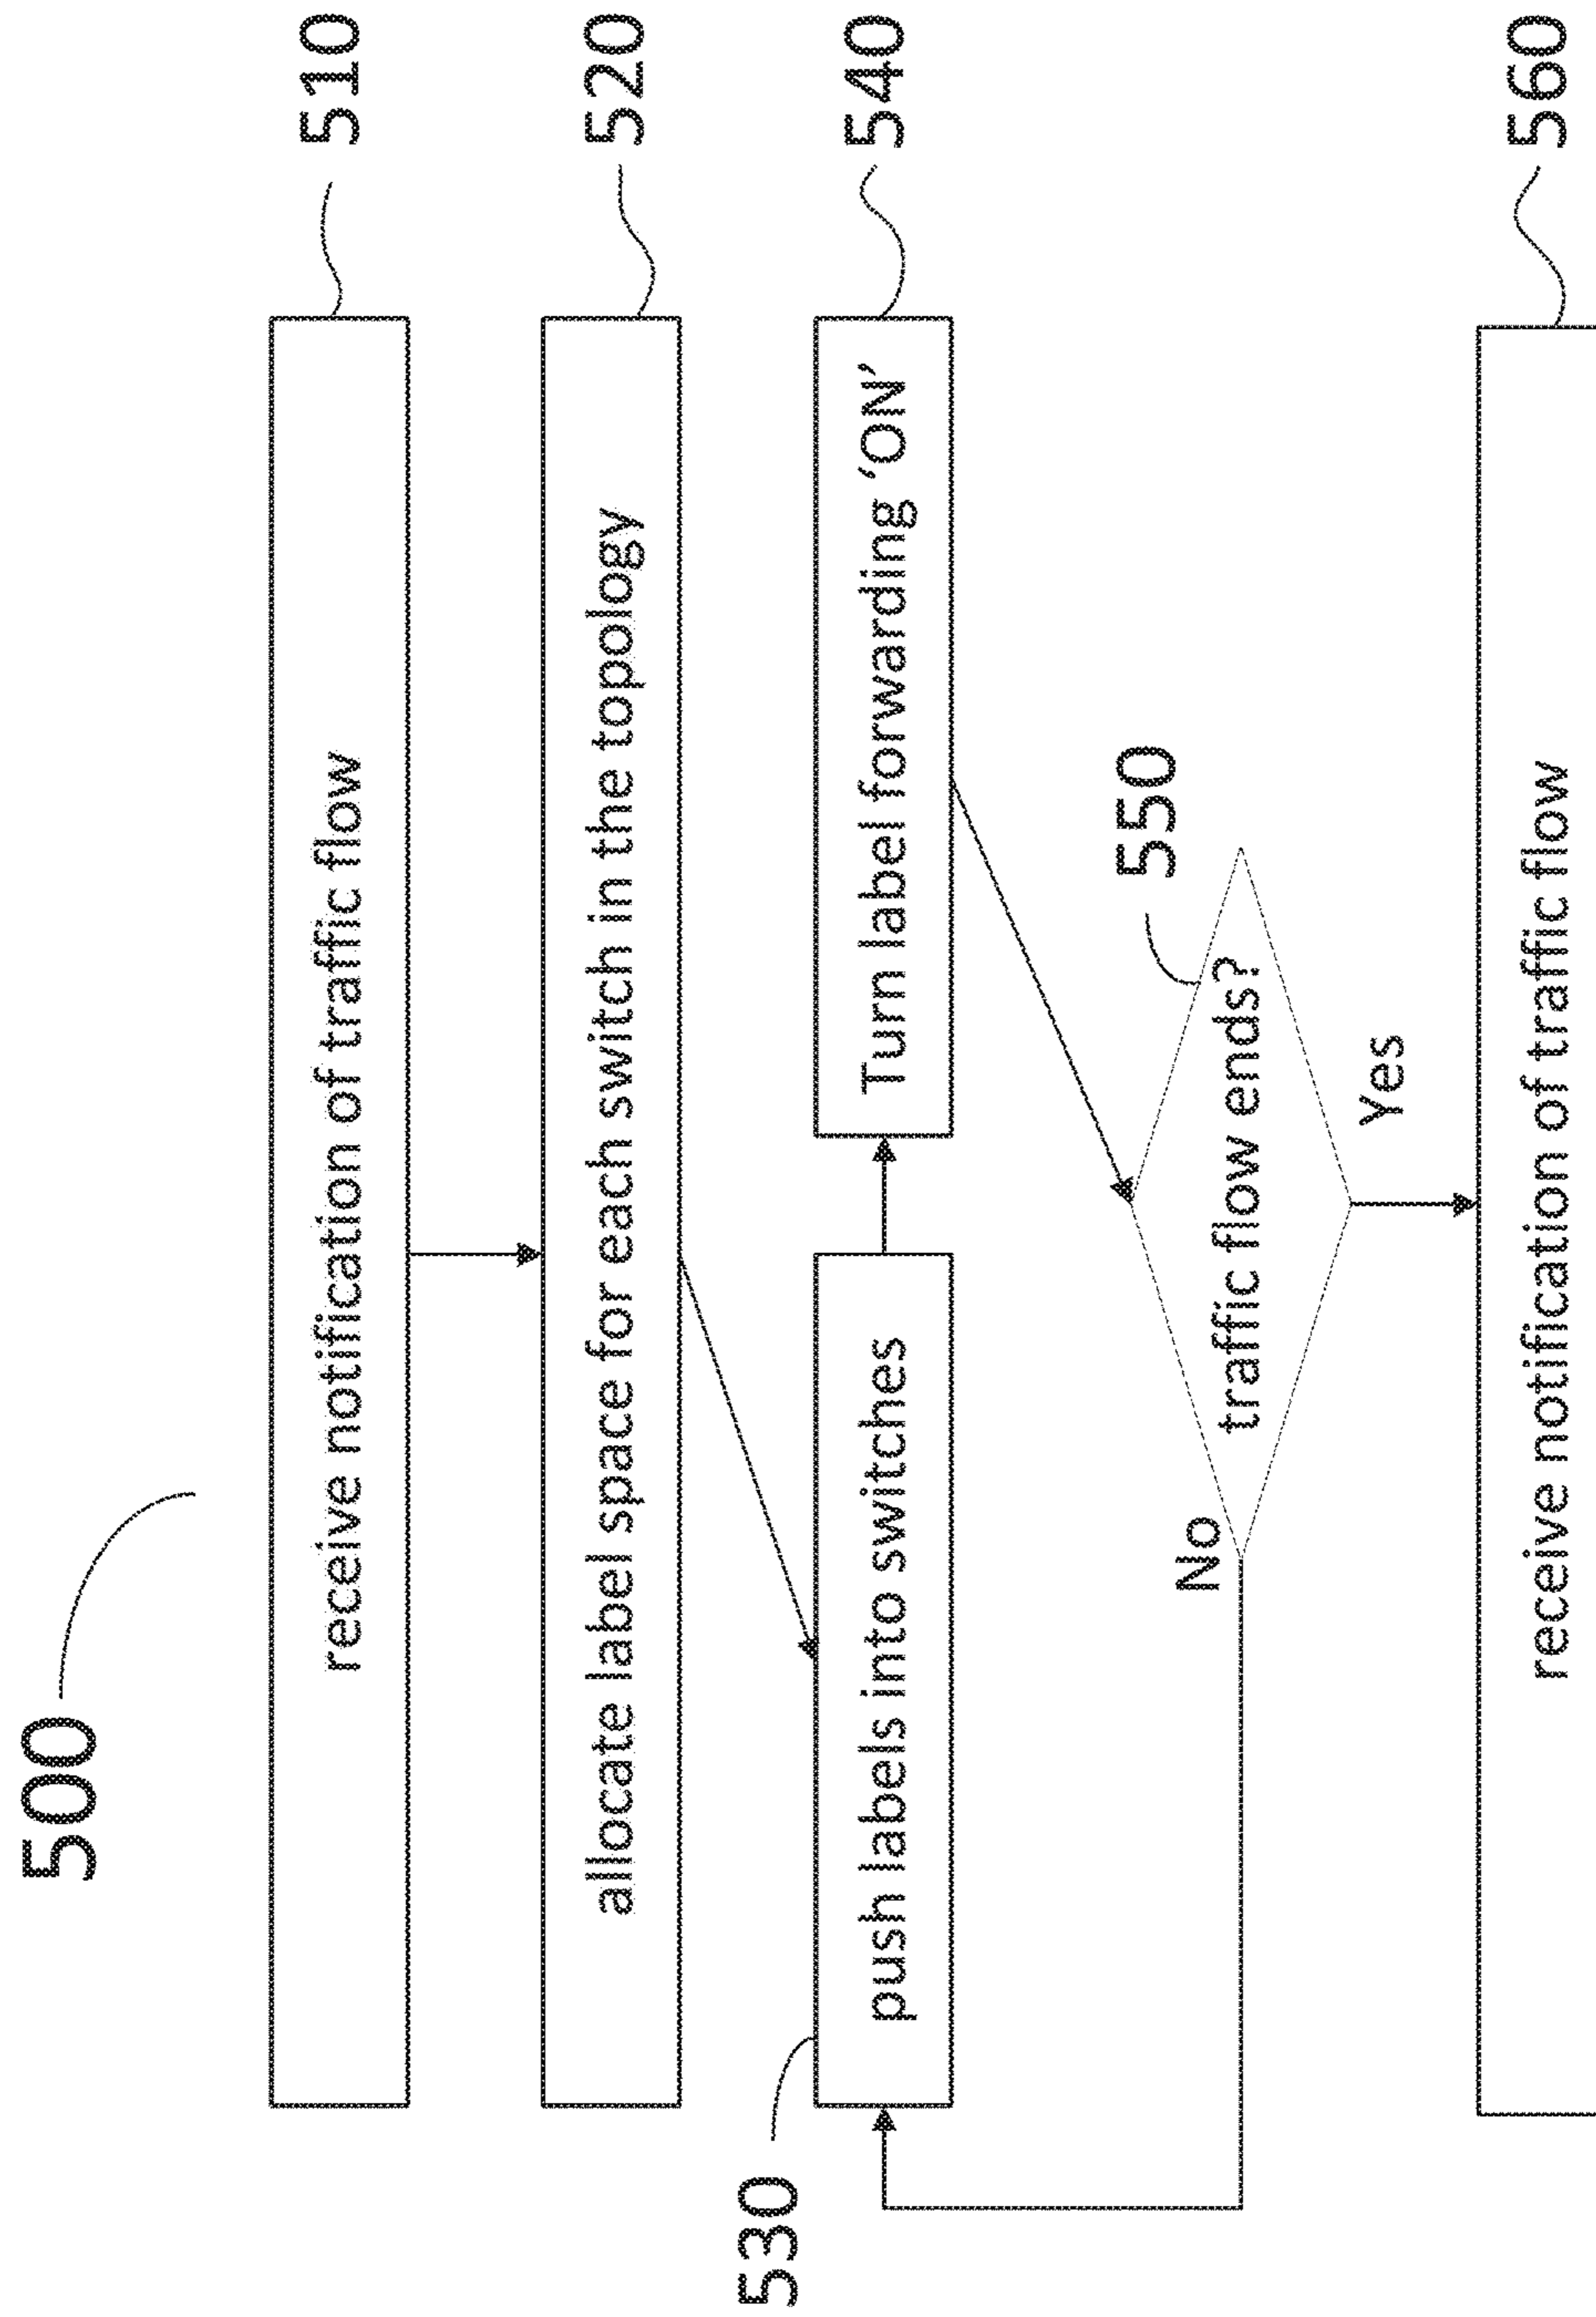 500
receive notification of traffic flow
510
allocate label space for each switch in the topology
520
530
push labels into switches
Turn label forwarding ‘ON’
540
550
traffic flow ends?
No
Yes
receive notification of traffic flow
560